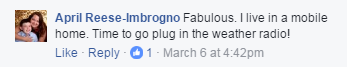 April Reese-Imbrogno Fabulous. I live in a mobile
home. Time to go plug in the weather radio!
Like · Reply · 1 · March 6 at 4:42pm